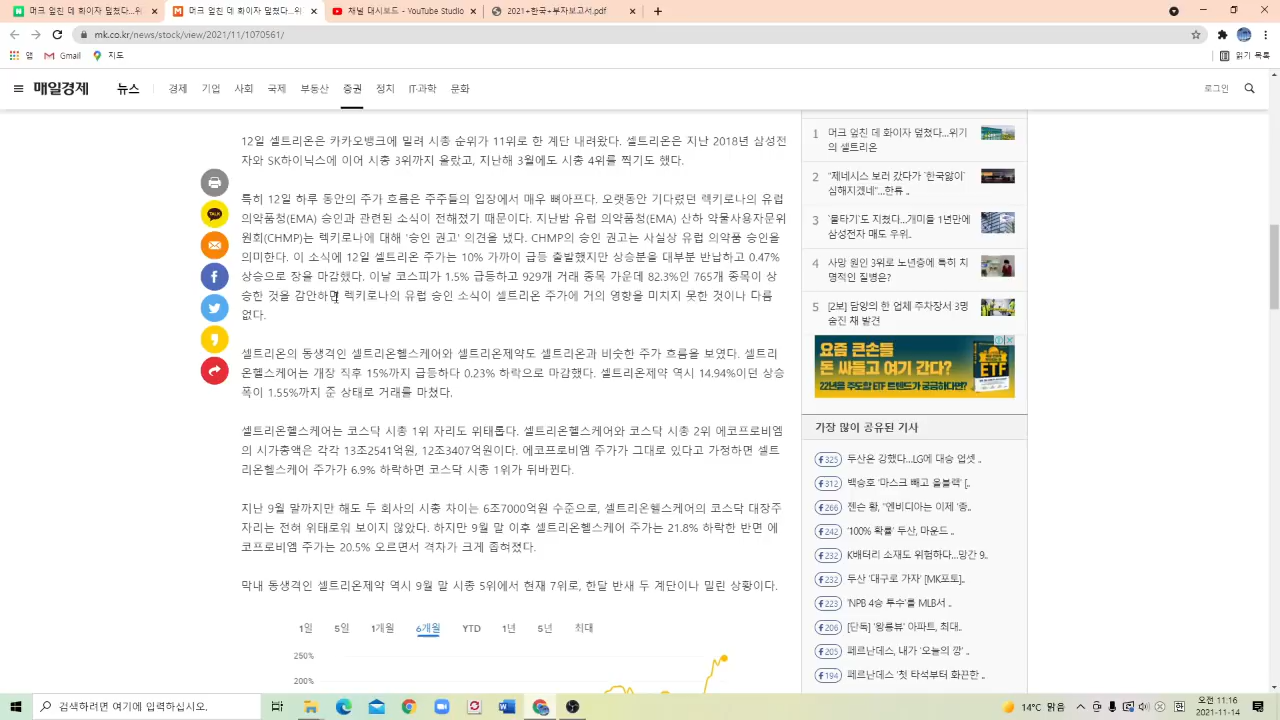 머크 엎친 데 화이자 덮쳤다…위
머크 엎친 데 화이자 덮쳤다…위
채널 대시보드 - YouTube Studio
2021+한국+부자보고서.pdf
mk.co.kr/news/stock/view/2021/11/1070561/
앱
Gmail
지도
읽기 목록
매일경제
뉴스
경제 기업 사회 국제 부동산 증권 정치 IT·과학 문화
로그인
12일 셀트리온은 카카오뱅크에 밀려 시총 순위가 11위로 한 계단 내려왔다. 셀트리온은 지난 2018년 삼성전
자와 SK하이닉스에 이어 시총 3위까지 올랐고, 지난해 3월에도 시총 4위를 찍기도 했다.
특히 12일 하루 동안의 주가 흐름은 주주들의 입장에서 매우 뼈아프다. 오랫동안 기다렸던 렉키로나의 유럽
의약품청(EMA) 승인과 관련된 소식이 전해졌기 때문이다. 지난밤 유럽 의약품청(EMA) 산하 약물사용자문위
원회(CHMP)는 렉키로나에 대해 '승인 권고' 의견을 냈다. CHMP의 승인 권고는 사실상 유럽 의약품 승인을
의미한다. 이 소식에 12일 셀트리온 주가는 10% 가까이 급등 출발했지만 상승분을 대부분 반납하고 0.47%
상승으로 장을 마감했다. 이날 코스피가 1.5% 급등하고 929개 거래 종목 가운데 82.3%인 765개 종목이 상
승한 것을 감안하면 렉키로나의 유럽 승인 소식이 셀트리온 주가에 거의 영향을 미치지 못한 것이나 다름
없다.
셀트리온의 동생격인 셀트리온헬스케어와 셀트리온제약도 셀트리온과 비슷한 주가 흐름을 보였다. 셀트리
온헬스케어는 개장 직후 15%까지 급등하다 0.23% 하락으로 마감했다. 셀트리온제약 역시 14.94%이던 상승
폭이 1.55%까지 준 상태로 거래를 마쳤다.
셀트리온헬스케어는 코스닥 시총 1위 자리도 위태롭다. 셀트리온헬스케어와 코스닥 시총 2위 에코프로비엠
의 시가총액은 각각 13조2541억원, 12조3407억원이다. 에코프로비엠 주가가 그대로 있다고 가정하면 셀트
리온헬스케어 주가가 6.9% 하락하면 코스닥 시총 1위가 뒤바뀐다.
지난 9월 말까지만 해도 두 회사의 시총 차이는 6조7000억원 수준으로, 셀트리온헬스케어의 코스닥 대장주
자리는 전혀 위태로워 보이지 않았다. 하지만 9월 말 이후 셀트리온헬스케어 주가는 21.8% 하락한 반면 에
코프로비엠 주가는 20.5% 오르면서 격차가 크게 좁혀졌다.
막내 동생격인 셀트리온제약 역시 9월 말 시총 5위에서 현재 7위로, 한달 반새 두 계단이나 밀린 상황이다.
1일 5일 1개월 6개월 YTD 1년 5년 최대
250%
200%
1 머크 엎친 데 화이자 덮쳤다…위기
의 셀트리온
2 "제네시스 보러 갔다가 '한국앓이'
심해지겠네"…한류 ..
3 '물타기'도 지쳤다…개미들 1년만에
삼성전자 매도 우위..
4 사망 원인 3위로 노년층에 특히 치
명적인 질병은?
5 [2보] 담양의 한 업체 주차장서 3명
숨진 채 발견
요즘 큰손들
돈 싸들고 여기 간다?
22년을 주도할 ETF 트렌드가 궁금하다면?
ETF
가장 많이 공유된 기사
325 두산은 강했다…LG에 대승 업셋 ..
312 백승호 '마스크 빼고 올블랙' [..
266 젠슨 황, "엔비디아는 이제 '종..
242 '100% 확률' 두산, 마운드 ..
232 K배터리 소재도 위험하다…망간 9..
232 두산 '대구로 가자' [MK포토]..
223 'NPB 4승 투수'를 MLB서 ..
206 [단독] '왕릉뷰' 아파트, 최대..
205 페르난데스, 내가 '오늘의 깡' ..
194 페르난데스 '첫 타석부터 화끈한 ..
TALK
검색하려면 여기에 입력하십시오.
14℃ 맑음
오전 11:16
2021-11-14